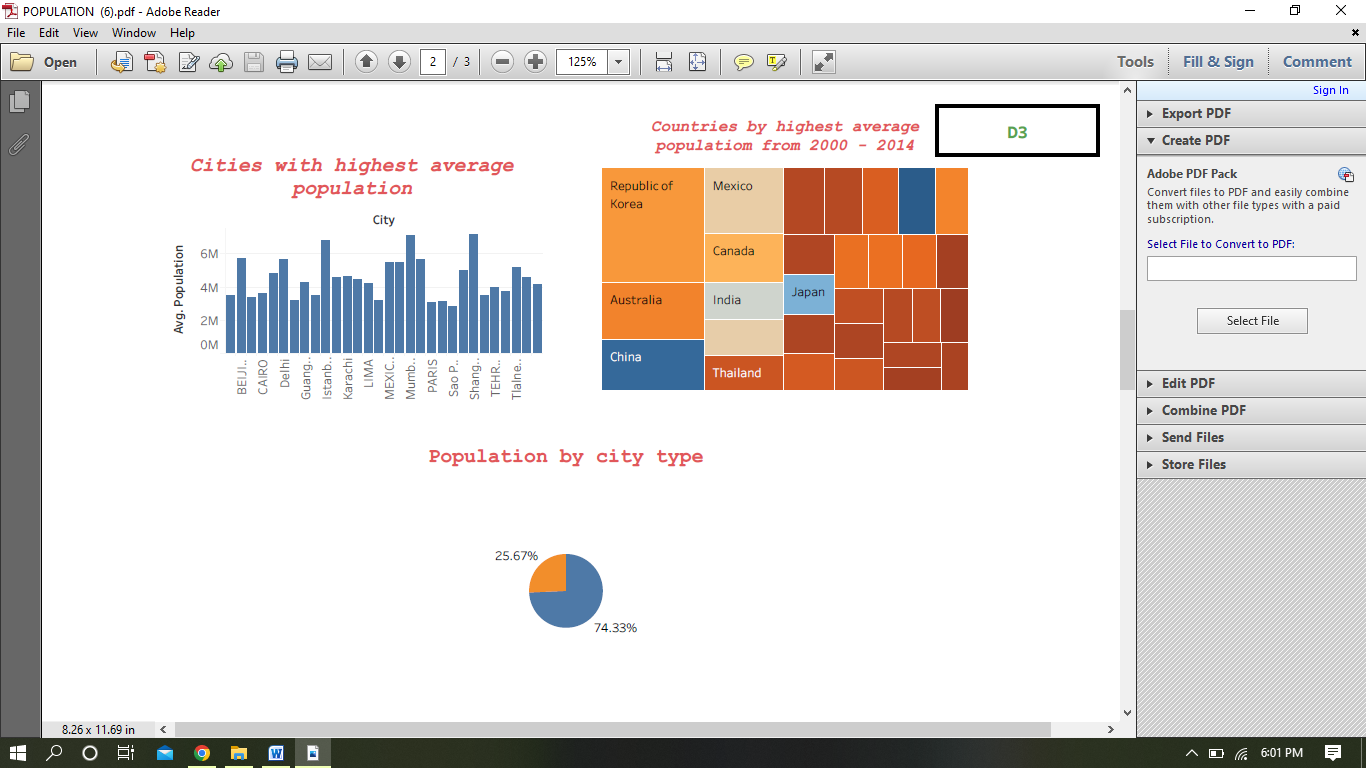 POPULATION  (6).pdf - Adobe Reader
File Edit View Window Help
Open 2 / 3 125% Tools Fill & Sign Comment
Sign In
Export PDF
Create PDF
Adobe PDF Pack
Convert files to PDF and easily combine
them with other file types with a paid
subscription.
Select File to Convert to PDF:
Select File
Edit PDF
Combine PDF
Send Files
Store Files
Cities with highest average
population
City
Avg. Population
6M
4M
2M
0M
BEIJI..
CAIRO
Delhi
Guang..
Istanb..
Karachi
LIMA
MEXIC..
Mumb..
PARIS
Sao P..
Shang..
TEHR..
Tlalne..
Countries by highest average
populatiom from 2000 - 2014
D3
Republic of
Korea
Australia
China
Mexico
Canada
India
Thailand
Japan
Population by city type
25.67%
74.33%
8.26 x 11.69 in
6:01 PM